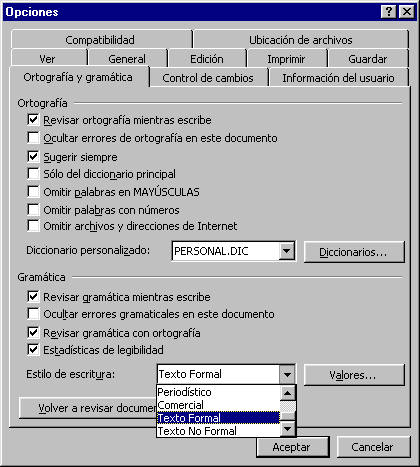 Opciones
Compatibilidad Ubicación de archivos
Ver General Edición Imprimir Guardar
Ortografía y gramática Control de cambios Información del usuario
Ortografía
Revisar ortografía mientras escribe
Ocultar errores de ortografía en este documento
Sugerir siempre
Sólo del diccionario principal
Omitir palabras en MAYÚSCULAS
Omitir palabras con números
Omitir archivos y direcciones de Internet
Diccionario personalizado: PERSONAL.DIC Diccionarios...
Gramática
Revisar gramática mientras escribe
Ocultar errores gramaticales en este documento
Revisar gramática con ortografía
Estadísticas de legibilidad
Estilo de escritura: Texto Formal Valores...
Periodístico
Comercial
Texto Formal
Texto No Formal
Volver a revisar docume
Aceptar Cancelar